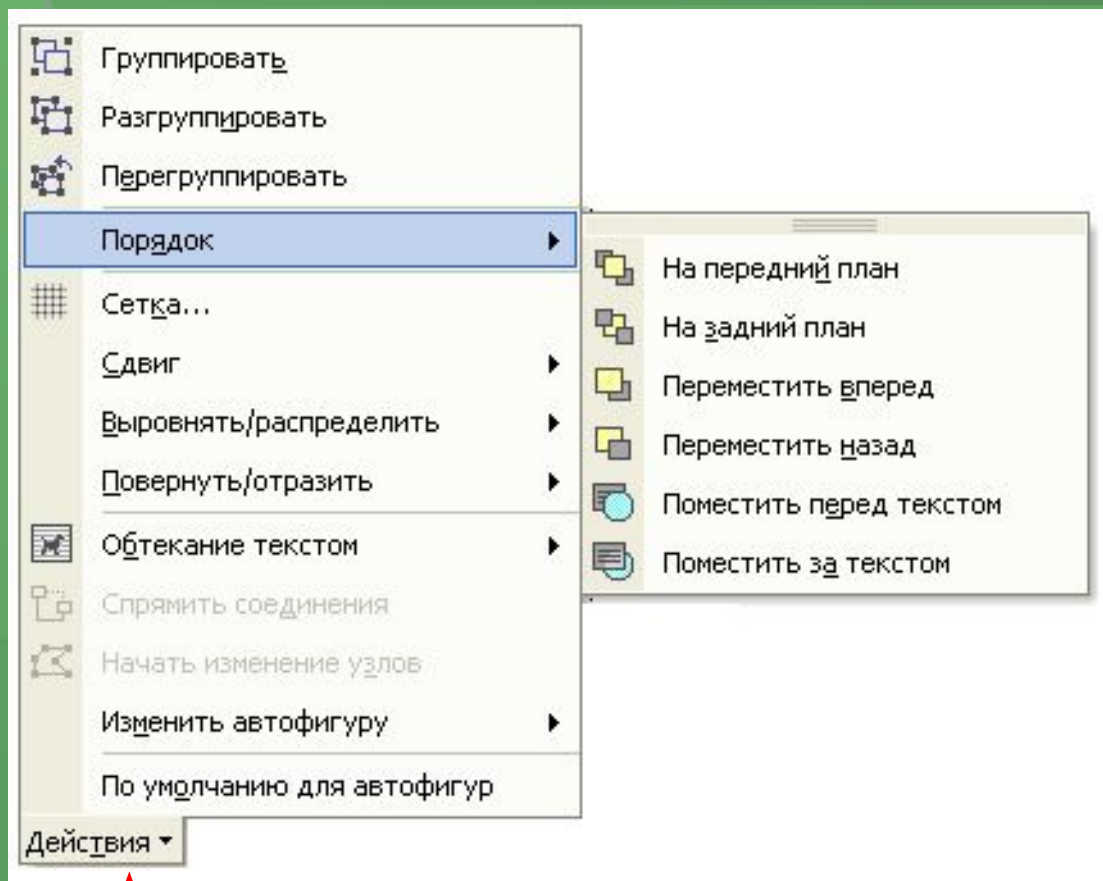 Группировать
Разгруппировать
Перегруппировать
Порядок
Сетка...
Сдвиг
Выровнять/распределить
Повернуть/отразить
Обтекание текстом
Спрямить соединения
Начать изменение узлов
Изменить автофигуру
По умолчанию для автофигур
Действия
На передний план
На задний план
Переместить вперед
Переместить назад
Поместить перед текстом
Поместить за текстом